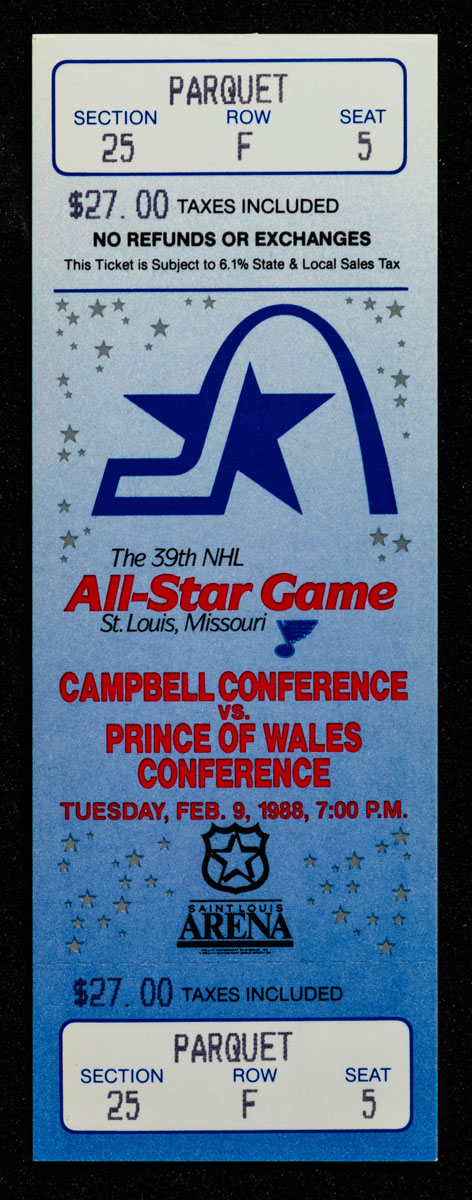 PARQUET
SECTION ROW SEAT
25 F 5
$27.00 TAXES INCLUDED
NO REFUNDS OR EXCHANGES
This Ticket is Subject to 6.1% State & Local Sales Tax
The 39th NHL
All-Star Game
St. Louis, Missouri
CAMPBELL CONFERENCE
vs.
PRINCE OF WALES
CONFERENCE
TUESDAY, FEB. 9, 1988, 7:00 P.M.
SAINT LOUIS
ARENA
$27.00 TAXES INCLUDED
PARQUET
SECTION ROW SEAT
25 F 5